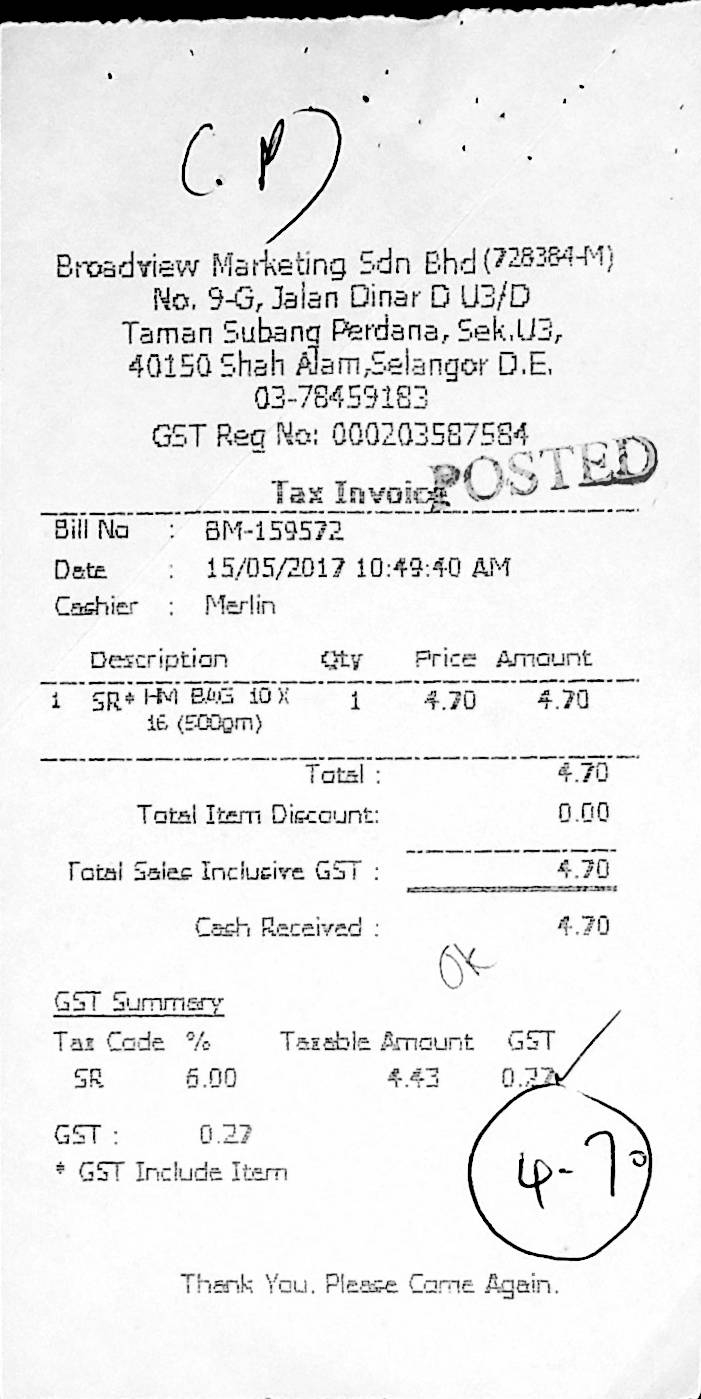 (. P)
Broadview Marketing Sdn Bhd (728384-M)
No. 9-G, Jalan Dinar D U3/D
Taman Subang Perdana, Sek.U3,
40150 Shah Alam,Selangor D.E.
03-78459183
GST Reg No: 000203587584
POSTED
Tax Invoice
Bill No : BM-159572
Date : 15/05/2017 10:49:40 AM
Cashier : Merlin
Description Qty Price Amount
1 SR* HM BAG 10 X 1 4.70 4.70
16 (500gm)
Total : 4.70
Total Item Discount: 0.00
Total Sales Inclusive GST : 4.70
Cash Received : 4.70
OK
GST Summary
Tax Code % Taxable Amount GST
SR 6.00 4.43 0.27
GST : 0.27
* GST Include Item
4-70
Thank You. Please Come Again.